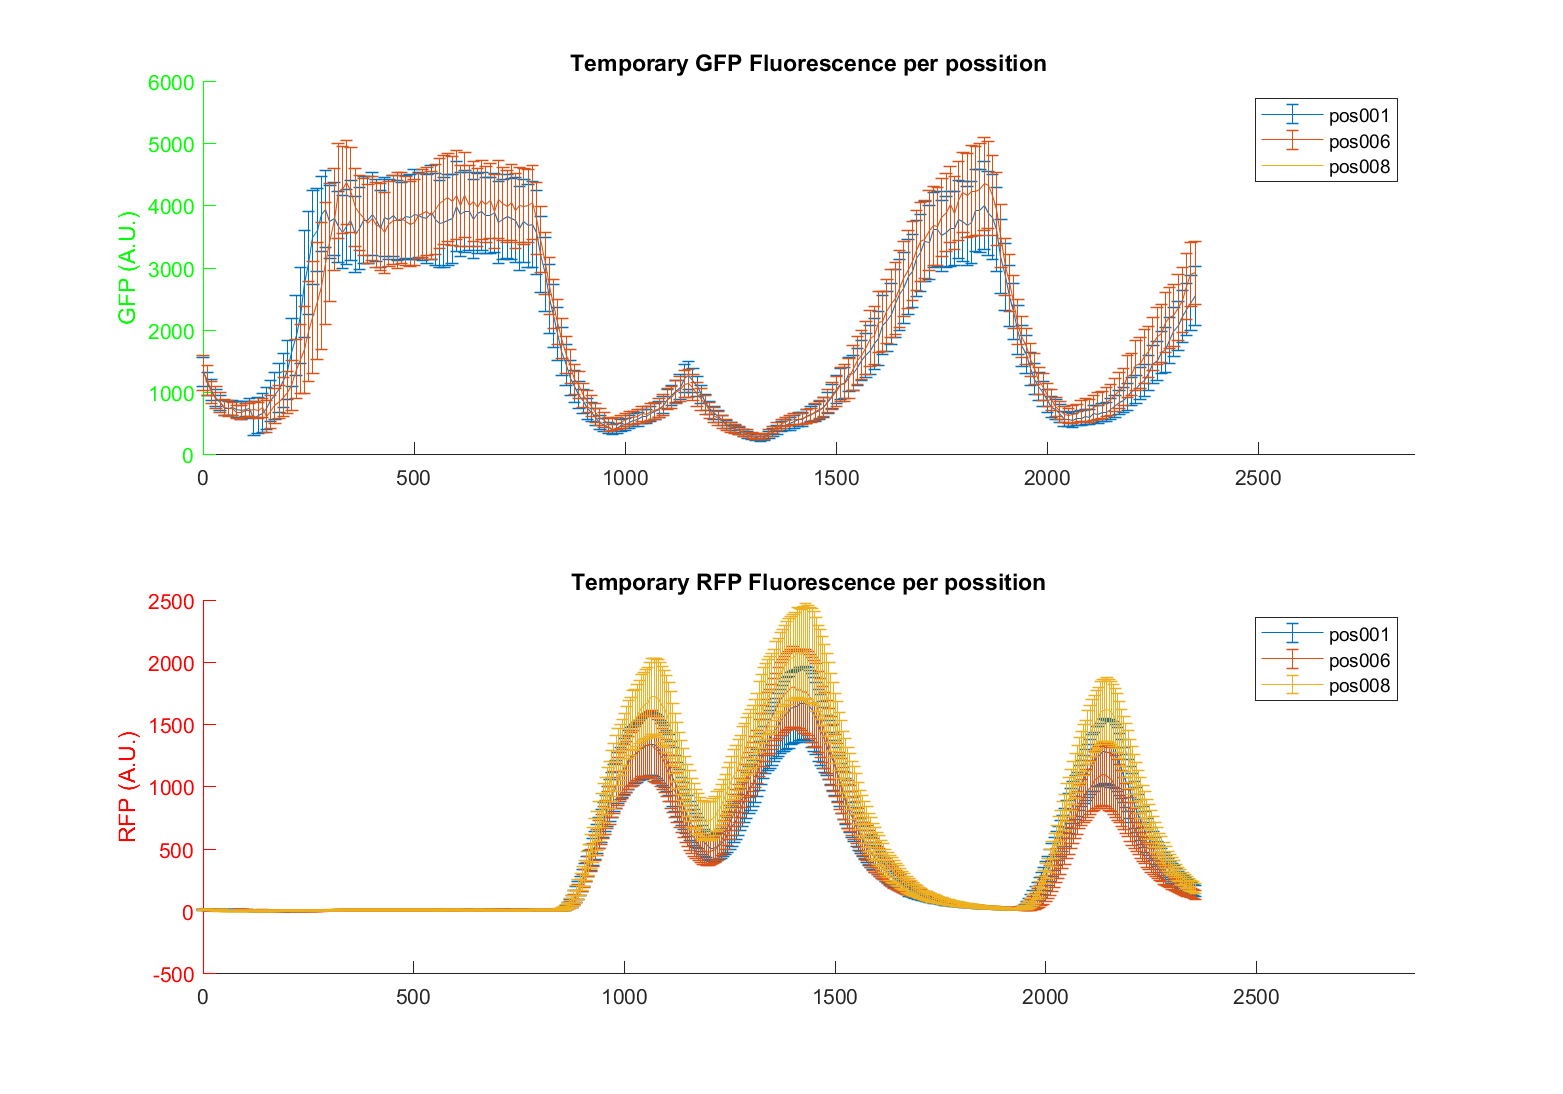 Temporary GFP Fluorescence per possition
6000
5000
4000
3000
2000
1000
0
GFP (A.U.)
0 500 1000 1500 2000 2500
pos001
pos006
pos008
Temporary RFP Fluorescence per possition
2500
2000
1500
1000
500
0
-500
RFP (A.U.)
0 500 1000 1500 2000 2500
pos001
pos006
pos008